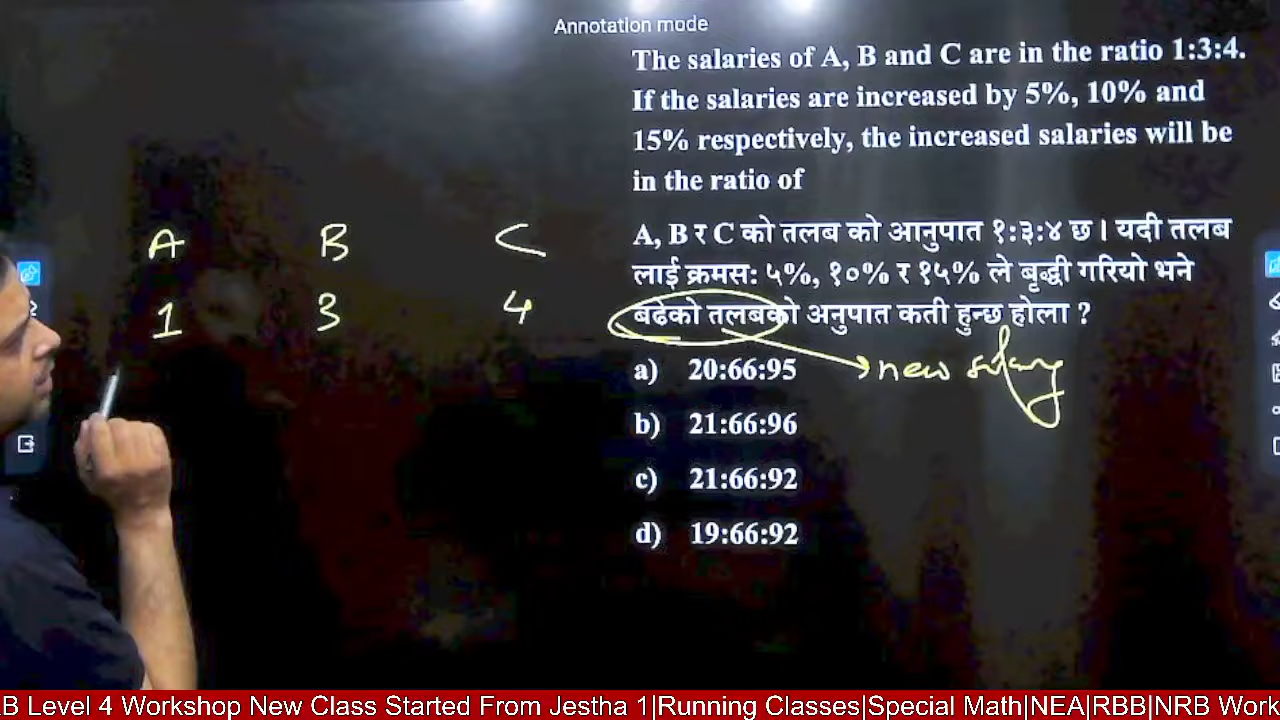 Annotation mode
The salaries of A, B and C are in the ratio 1:3:4.
If the salaries are increased by 5%, 10% and
15% respectively, the increased salaries will be
in the ratio of
A, B र C को तलब को आनुपात १:३:४ छ । यदी तलब
लाई क्रमस: ५%, १०% र १५% ले बृद्धी गरियो भने
बढेको तलबको अनुपात कती हुन्छ होला ?
a) 20:66:95
new salary
b) 21:66:96
c) 21:66:92
d) 19:66:92
A B C
1 3 4
B Level 4 Workshop New Class Started From Jestha 1|Running Classes|Special Math|NEA|RBB|NRB Work